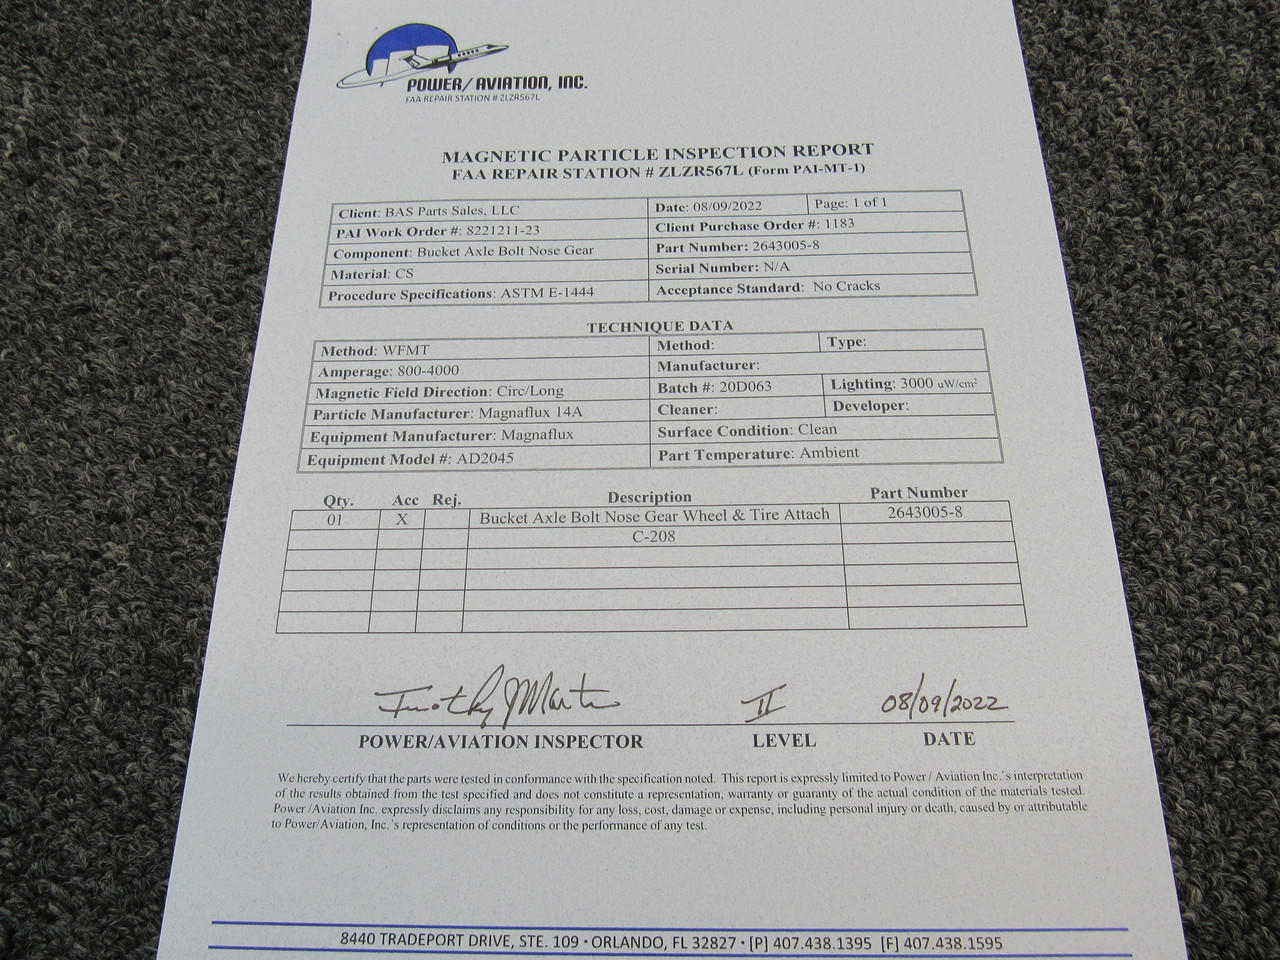 POWER/AVIATION, INC.
FAA REPAIR STATION # ZLZR567L
MAGNETIC PARTICLE INSPECTION REPORT
FAA REPAIR STATION # ZLZR567L (Form PAI-MT-1)
Client: BAS Parts Sales, LLC Date: 08/09/2022 Page: 1 of 1
PAI Work Order #: 8221211-23 Client Purchase Order #: 1183
Component: Bucket Axle Bolt Nose Gear Part Number: 2643005-8
Material: CS Serial Number: N/A
Procedure Specifications: ASTM E-1444 Acceptance Standard: No Cracks
TECHNIQUE DATA
Method: WFMT Method: Type:
Amperage: 800-4000 Manufacturer:
Magnetic Field Direction: Circ/Long Batch #: 20D063 Lighting: 3000 uW/cm²
Particle Manufacturer: Magnaflux 14A Cleaner: Developer:
Equipment Manufacturer: Magnaflux Surface Condition: Clean
Equipment Model #: AD2045 Part Temperature: Ambient
Qty. Acc Rej. Description Part Number
01 X Bucket Axle Bolt Nose Gear Wheel & Tire Attach 2643005-8
C-208
Timothy J Martin II 08/09/2022
POWER/AVIATION INSPECTOR LEVEL DATE
We hereby certify that the parts were tested in conformance with the specification noted. This report is expressly limited to Power / Aviation Inc.'s interpretation
of the results obtained from the test specified and does not constitute a representation, warranty or guaranty of the actual condition of the materials tested.
Power /Aviation Inc. expressly disclaims any responsibility for any loss, cost, damage or expense, including personal injury or death, caused by or attributable
to Power/Aviation, Inc.'s representation of conditions or the performance of any test.
8440 TRADEPORT DRIVE, STE. 109 • ORLANDO, FL 32827 • [P] 407.438.1395 [F] 407.438.1595